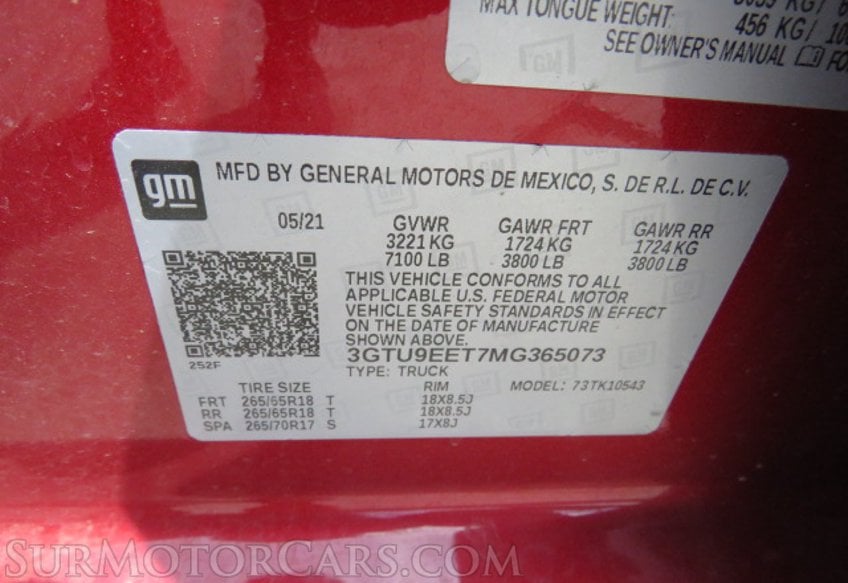 MAX TONGUE WEIGHT:
456 KG/
SEE OWNER'S MANUAL
gm
MFD BY GENERAL MOTORS DE MEXICO, S. DE R.L. DE C.V.
05/21 GVWR GAWR FRT GAWR RR
3221 KG 1724 KG 1724 KG
7100 LB 3800 LB 3800 LB
THIS VEHICLE CONFORMS TO ALL
APPLICABLE U.S. FEDERAL MOTOR
VEHICLE SAFETY STANDARDS IN EFFECT
ON THE DATE OF MANUFACTURE
SHOWN ABOVE.
3GTU9EET7MG365073
252F
TYPE: TRUCK MODEL: 73TK10543
TIRE SIZE RIM
FRT 265/65R18 T 18X8.5J
RR 265/65R18 T 18X8.5J
SPA 265/70R17 S 17X8J
SURMOTORCARS.COM